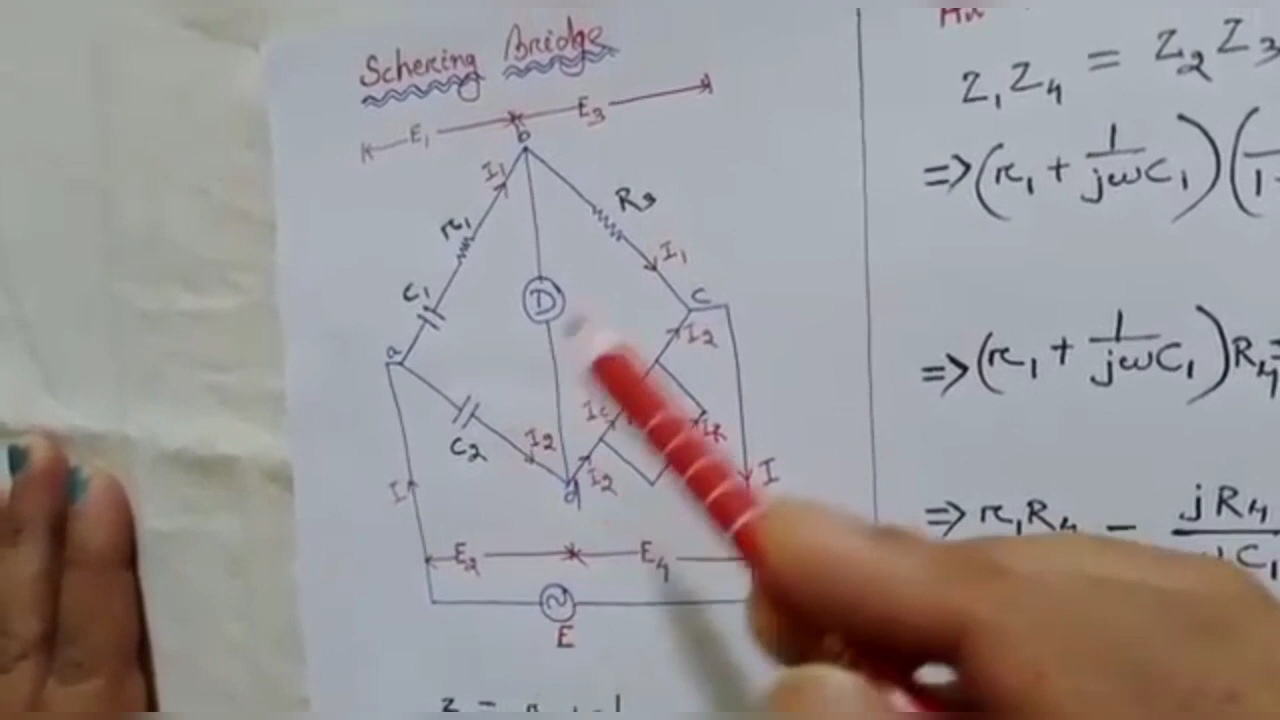 Schering Bridge
E₁
E₃
b
I₁
r₁
R₃
I₁
C₁
D
c
a
I₂
C₂
I₂
I₂
d
I
I
E₂
E₄
E
Z₁Z₄ = Z₂Z₃
=> (r₁ + 1/jωC₁)(
=> (r₁ + 1/jωC₁)R₄ =
=> r₁R₄ - jR₄/ωC₁